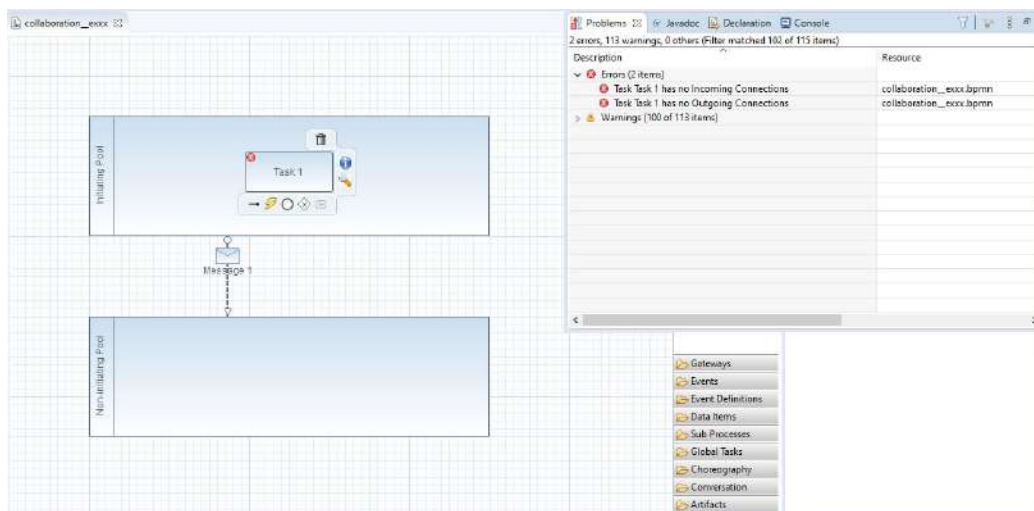 collaboration__exxx
Initiating Pool
Task 1
Message 1
Non-initiating Pool
Problems
Javadoc
Declaration
Console
2 errors, 113 warnings, 0 others (Filter matched 102 of 115 items)
Description
Resource
Errors (2 items)
Task Task 1 has no Incoming Connections
collaboration__exxx.bpmn
Task Task 1 has no Outgoing Connections
collaboration__exxx.bpmn
Warnings (100 of 113 items)
Gateways
Events
Event Definitions
Data Items
Sub Processes
Global Tasks
Choreography
Conversation
Artifacts